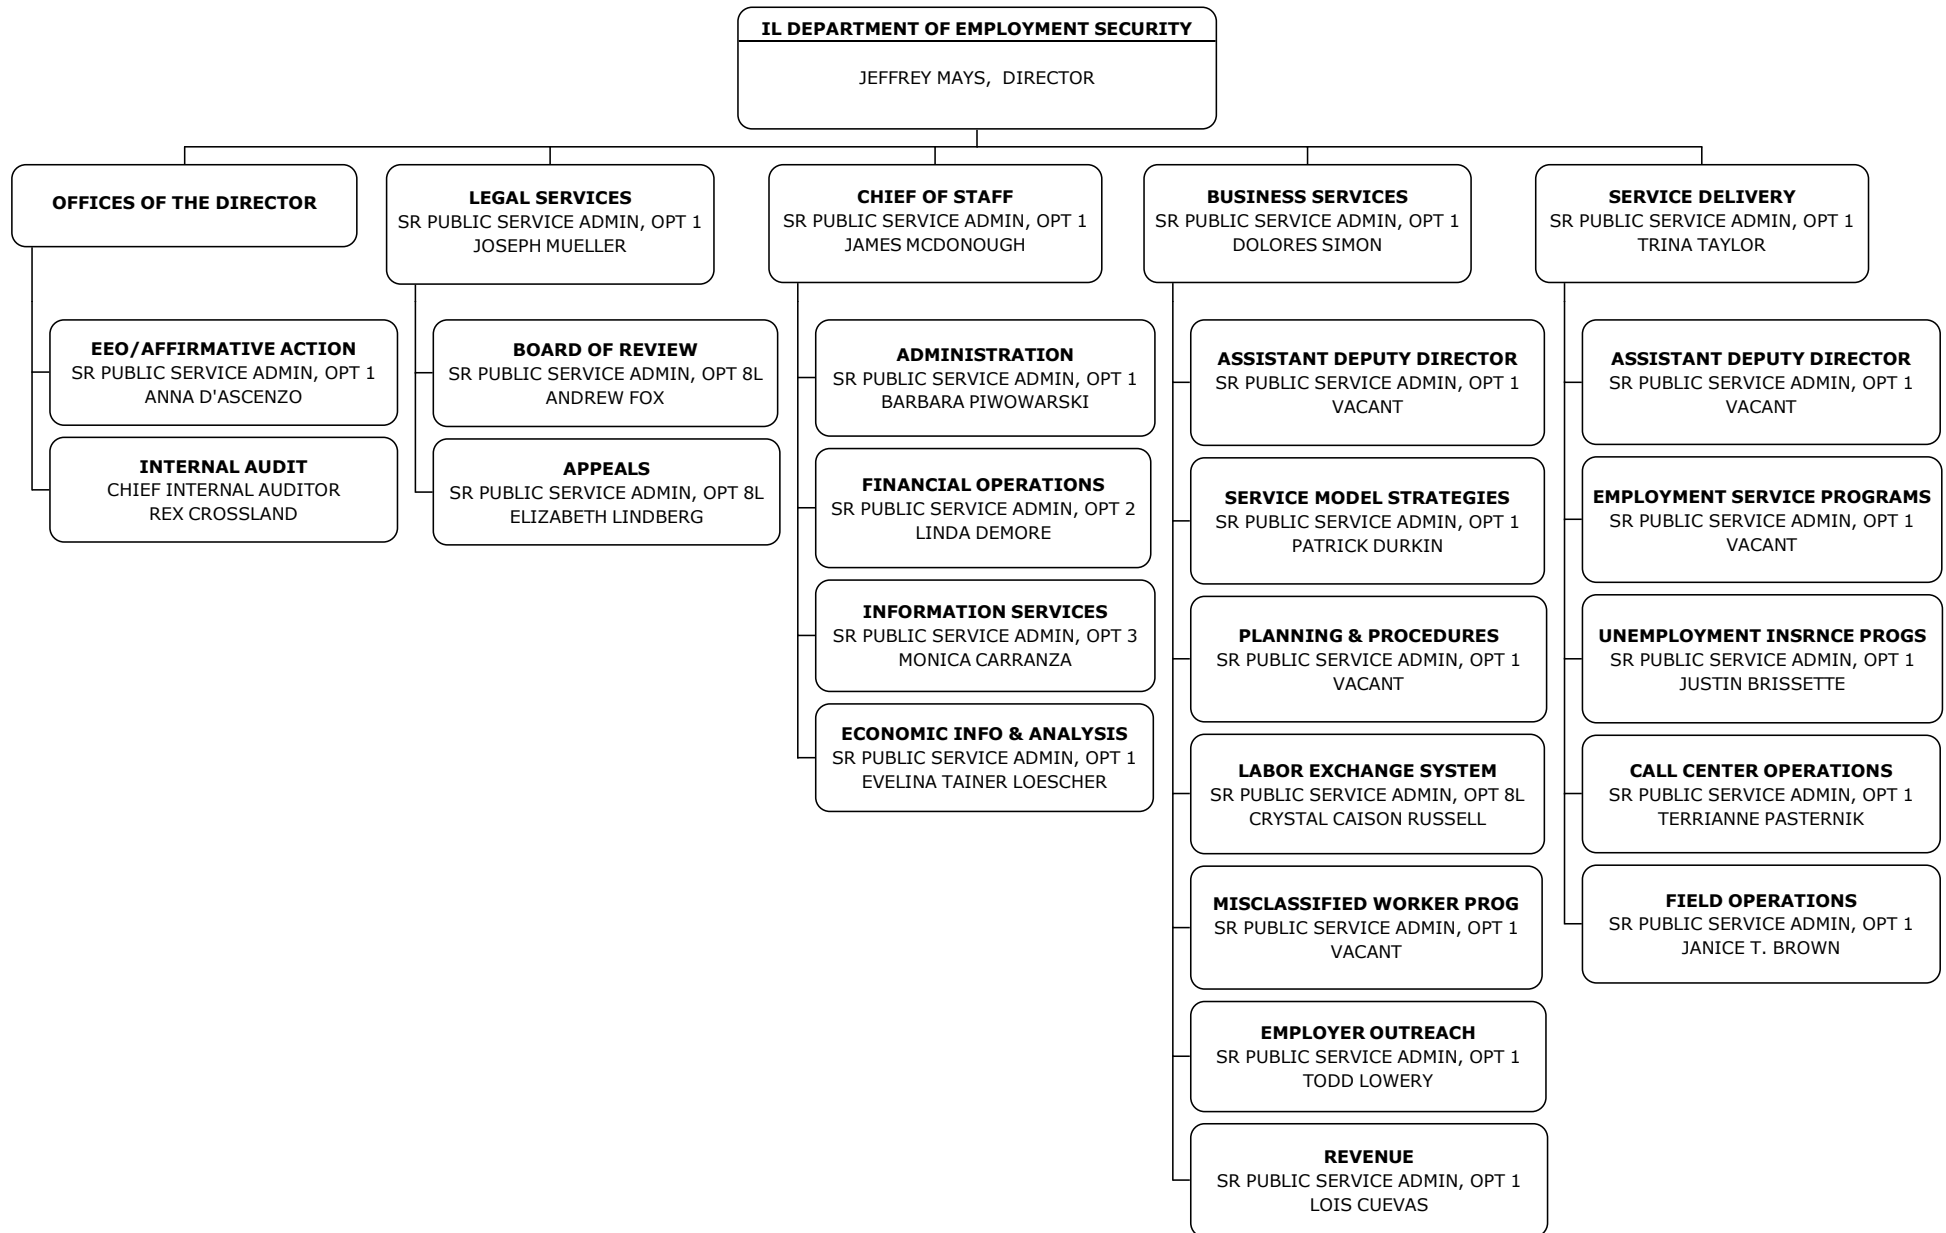 IL DEPARTMENT OF EMPLOYMENT SECURITY
JEFFREY MAYS, DIRECTOR
OFFICES OF THE DIRECTOR
EEO/AFFIRMATIVE ACTION
SR PUBLIC SERVICE ADMIN, OPT 1
ANNA D'ASCENZO
INTERNAL AUDIT
CHIEF INTERNAL AUDITOR
REX CROSSLAND
LEGAL SERVICES
SR PUBLIC SERVICE ADMIN, OPT 1
JOSEPH MUELLER
BOARD OF REVIEW
SR PUBLIC SERVICE ADMIN, OPT 8L
ANDREW FOX
APPEALS
SR PUBLIC SERVICE ADMIN, OPT 8L
ELIZABETH LINDBERG
CHIEF OF STAFF
SR PUBLIC SERVICE ADMIN, OPT 1
JAMES MCDONOUGH
ADMINISTRATION
SR PUBLIC SERVICE ADMIN, OPT 1
BARBARA PIWOWARSKI
FINANCIAL OPERATIONS
SR PUBLIC SERVICE ADMIN, OPT 2
LINDA DEMORE
INFORMATION SERVICES
SR PUBLIC SERVICE ADMIN, OPT 3
MONICA CARRANZA
ECONOMIC INFO & ANALYSIS
SR PUBLIC SERVICE ADMIN, OPT 1
EVELINA TAINER LOESCHER
BUSINESS SERVICES
SR PUBLIC SERVICE ADMIN, OPT 1
DOLORES SIMON
ASSISTANT DEPUTY DIRECTOR
SR PUBLIC SERVICE ADMIN, OPT 1
VACANT
SERVICE MODEL STRATEGIES
SR PUBLIC SERVICE ADMIN, OPT 1
PATRICK DURKIN
PLANNING & PROCEDURES
SR PUBLIC SERVICE ADMIN, OPT 1
VACANT
LABOR EXCHANGE SYSTEM
SR PUBLIC SERVICE ADMIN, OPT 8L
CRYSTAL CAISON RUSSELL
MISCLASSIFIED WORKER PROG
SR PUBLIC SERVICE ADMIN, OPT 1
VACANT
EMPLOYER OUTREACH
SR PUBLIC SERVICE ADMIN, OPT 1
TODD LOWERY
REVENUE
SR PUBLIC SERVICE ADMIN, OPT 1
LOIS CUEVAS
SERVICE DELIVERY
SR PUBLIC SERVICE ADMIN, OPT 1
TRINA TAYLOR
ASSISTANT DEPUTY DIRECTOR
SR PUBLIC SERVICE ADMIN, OPT 1
VACANT
EMPLOYMENT SERVICE PROGRAMS
SR PUBLIC SERVICE ADMIN, OPT 1
VACANT
UNEMPLOYMENT INSRNCE PROGS
SR PUBLIC SERVICE ADMIN, OPT 1
JUSTIN BRISSETTE
CALL CENTER OPERATIONS
SR PUBLIC SERVICE ADMIN, OPT 1
TERRIANNE PASTERNIK
FIELD OPERATIONS
SR PUBLIC SERVICE ADMIN, OPT 1
JANICE T. BROWN